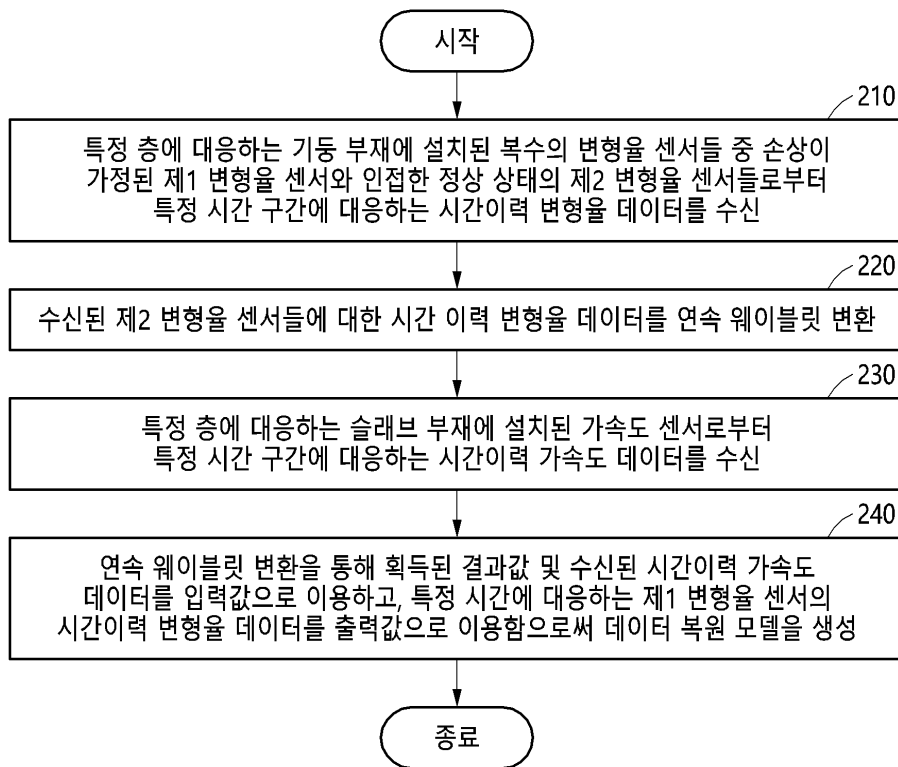 시작
210
특정 층에 대응하는 기둥 부재에 설치된 복수의 변형율 센서들 중 손상이
가정된 제1 변형율 센서와 인접한 정상 상태의 제2 변형율 센서들로부터
특정 시간 구간에 대응하는 시간이력 변형율 데이터를 수신
220
수신된 제2 변형율 센서들에 대한 시간 이력 변형율 데이터를 연속 웨이블릿 변환
230
특정 층에 대응하는 슬래브 부재에 설치된 가속도 센서로부터
특정 시간 구간에 대응하는 시간이력 가속도 데이터를 수신
240
연속 웨이블릿 변환을 통해 획득된 결과값 및 수신된 시간이력 가속도
데이터를 입력값으로 이용하고, 특정 시간에 대응하는 제1 변형율 센서의
시간이력 변형율 데이터를 출력값으로 이용함으로써 데이터 복원 모델을 생성
종료